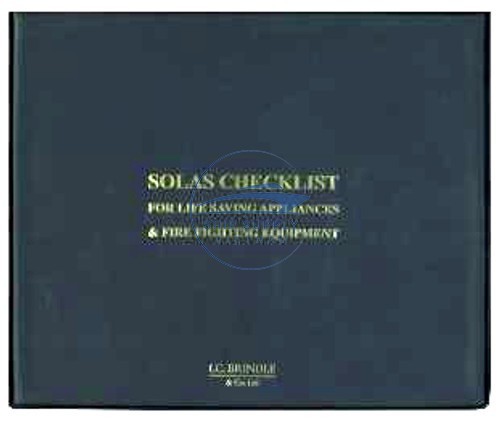 SOLAS CHECKLIST
FOR LIFE SAVING APPLIANCES
& FIRE FIGHTING EQUIPMENT
I.C. BRINDLE
& Co. Ltd